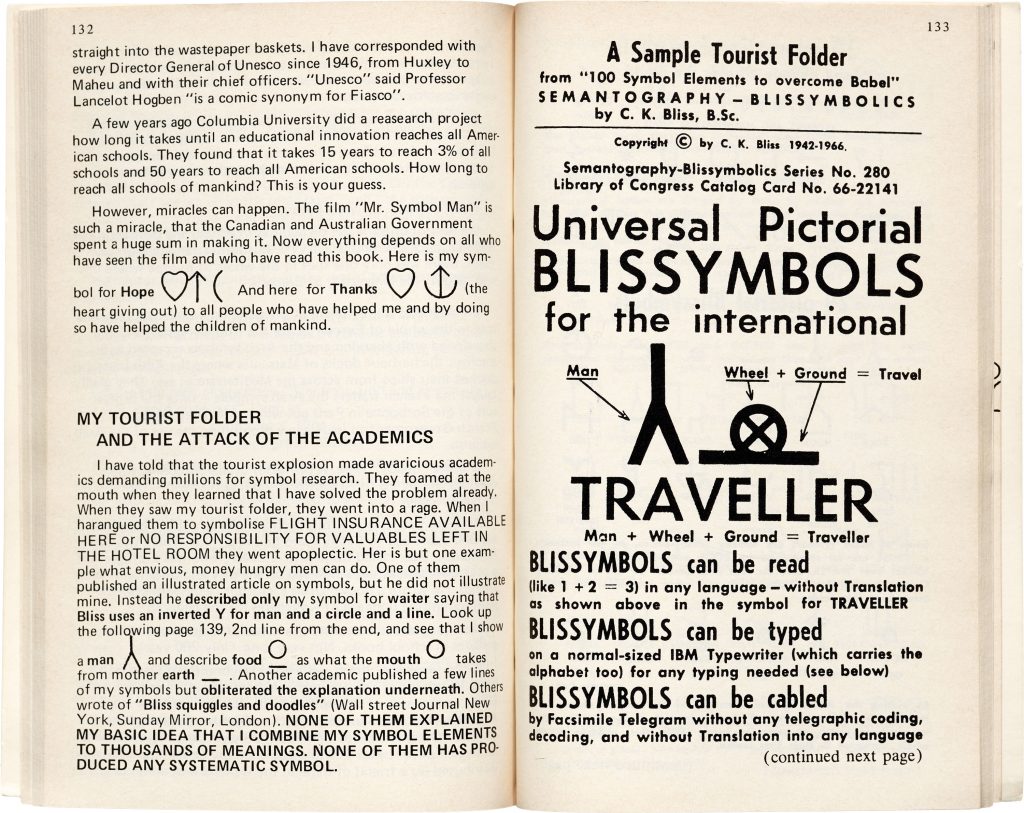 132
straight into the wastepaper baskets. I have corresponded with
every Director General of Unesco since 1946, from Huxley to
Maheu and with their chief officers. "Unesco" said Professor
Lancelot Hogben "is a comic synonym for Fiasco".
A few years ago Columbia University did a reasearch project
how long it takes until an educational innovation reaches all Amer-
ican schools. They found that it takes 15 years to reach 3% of all
schools and 50 years to reach all American schools. How long to
reach all schools of mankind? This is your guess.
However, miracles can happen. The film "Mr. Symbol Man" is
such a miracle, that the Canadian and Australian Government
spent a huge sum in making it. Now everything depends on all who
have seen the film and who have read this book. Here is my sym-
bol for Hope And here for Thanks (the
heart giving out) to all people who have helped me and by doing
so have helped the children of mankind.
MY TOURIST FOLDER
AND THE ATTACK OF THE ACADEMICS
I have told that the tourist explosion made avaricious academ-
ics demanding millions for symbol research. They foamed at the
mouth when they learned that I have solved the problem already.
When they saw my tourist folder, they went into a rage. When I
harangued them to symbolise FLIGHT INSURANCE AVAILABLE
HERE or NO RESPONSIBILITY FOR VALUABLES LEFT IN
THE HOTEL ROOM they went apoplectic. Her is but one exam-
ple what envious, money hungry men can do. One of them
published an illustrated article on symbols, but he did not illustrate
mine. Instead he described only my symbol for waiter saying that
Bliss uses an inverted Y for man and a circle and a line. Look up
the following page 139, 2nd line from the end, and see that I show
a man and describe food as what the mouth takes
from mother earth . Another academic published a few lines
of my symbols but obliterated the explanation underneath. Others
wrote of "Bliss squiggles and doodles" (Wall street Journal New
York, Sunday Mirror, London). NONE OF THEM EXPLAINED
MY BASIC IDEA THAT I COMBINE MY SYMBOL ELEMENTS
TO THOUSANDS OF MEANINGS. NONE OF THEM HAS PRO-
DUCED ANY SYSTEMATIC SYMBOL.
133
A Sample Tourist Folder
from "100 Symbol Elements to overcome Babel"
SEMANTOGRAPHY – BLISSYMBOLICS
by C. K. Bliss, B.Sc.
Copyright © by C. K. Bliss 1942-1966.
Semantography-Blissymbolics Series No. 280
Library of Congress Catalog Card No. 66-22141
Universal Pictorial
BLISSYMBOLS
for the international
Man Wheel + Ground = Travel
TRAVELLER
Man + Wheel + Ground = Traveller
BLISSYMBOLS can be read
(like 1 + 2 = 3) in any language – without Translation
as shown above in the symbol for TRAVELLER
BLISSYMBOLS can be typed
on a normal-sized IBM Typewriter (which carries the
alphabet too) for any typing needed (see below)
BLISSYMBOLS can be cabled
by Facsimile Telegram without any telegraphic coding,
decoding, and without Translation into any language
(continued next page)